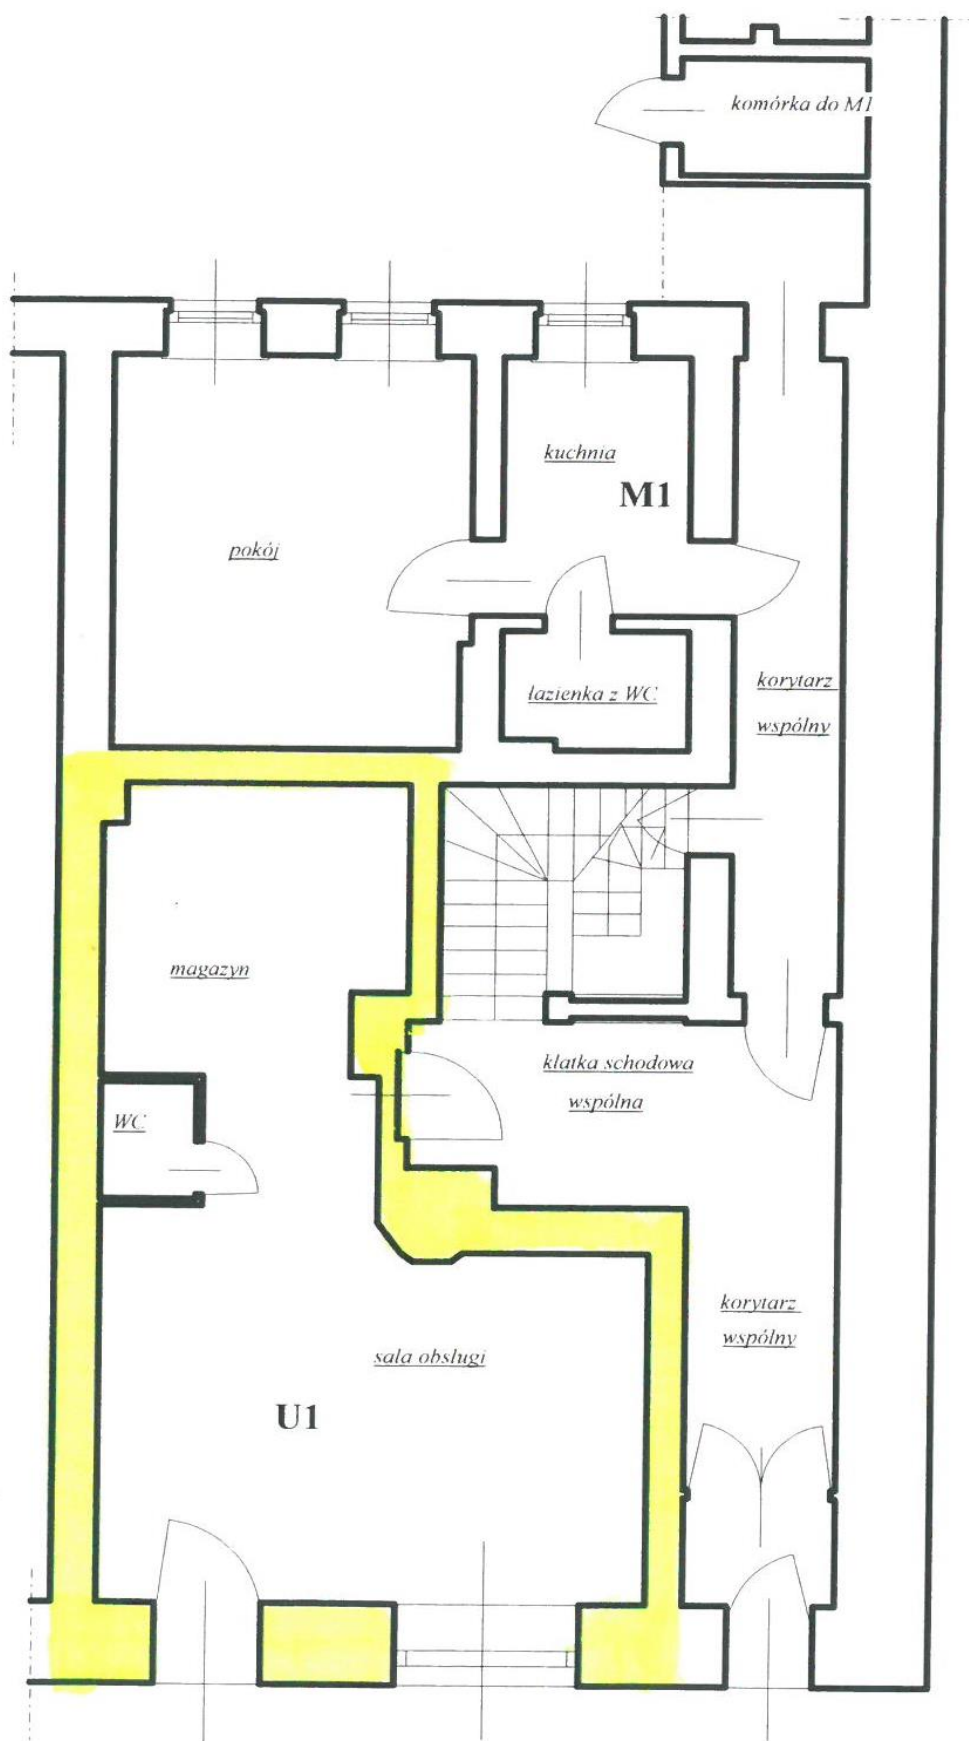 komórka do M1
kuchnia
M1
pokój
łazienka z WC
korytarz
wspólny
magazyn
klatka schodowa
wspólna
WC
korytarz
wspólny
sala obsługi
U1